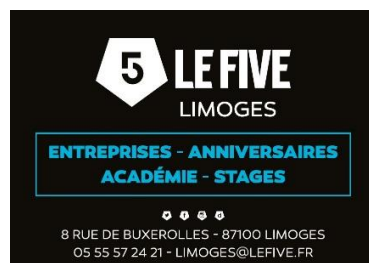 5 LE FIVE
LIMOGES
ENTREPRISES - ANNIVERSAIRES
ACADÉMIE - STAGES
8 RUE DE BUXEROLLES - 87100 LIMOGES
05 55 57 24 21 - LIMOGES@LEFIVE.FR